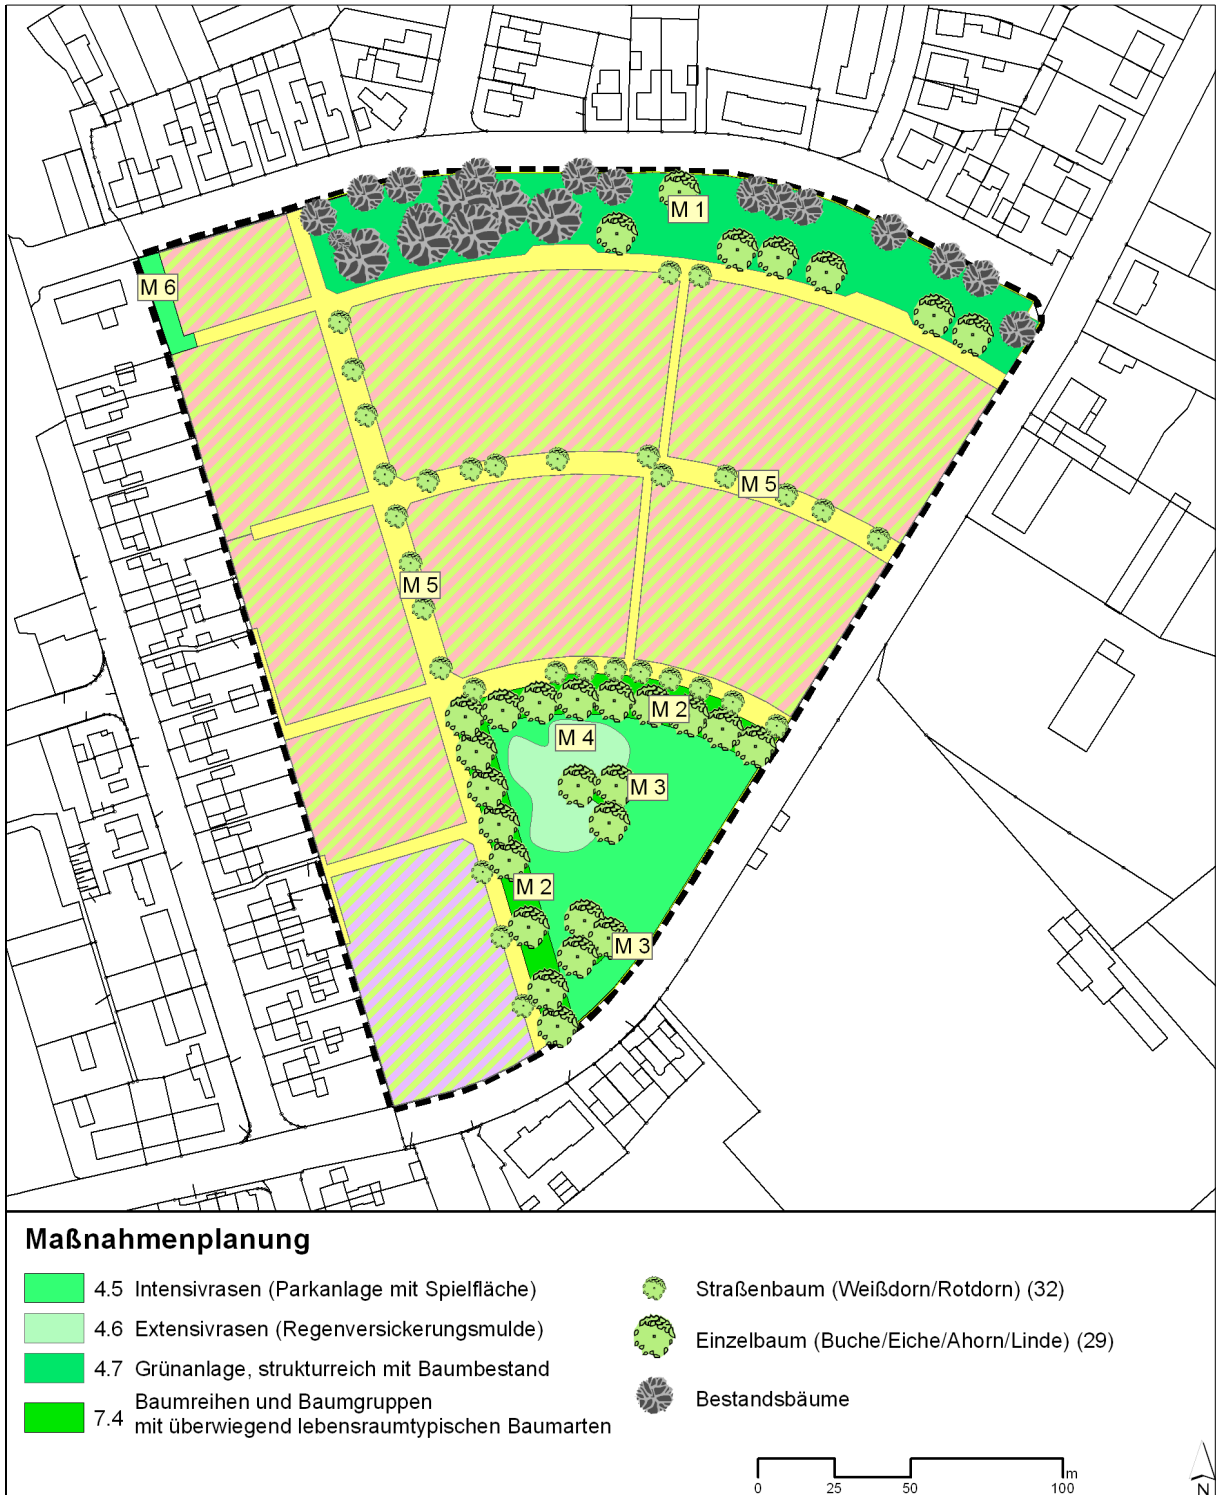 M 1
M 6
M 5
M 5
M 2
M 4
M 3
M 2
M 3
Maßnahmenplanung
4.5 Intensivrasen (Parkanlage mit Spielfläche)
4.6 Extensivrasen (Regenversickerungsmulde)
4.7 Grünanlage, strukturreich mit Baumbestand
7.4 Baumreihen und Baumgruppen
mit überwiegend lebensraumtypischen Baumarten
Straßenbaum (Weißdorn/Rotdorn) (32)
Einzelbaum (Buche/Eiche/Ahorn/Linde) (29)
Bestandsbäume
0 25 50 100 m
N